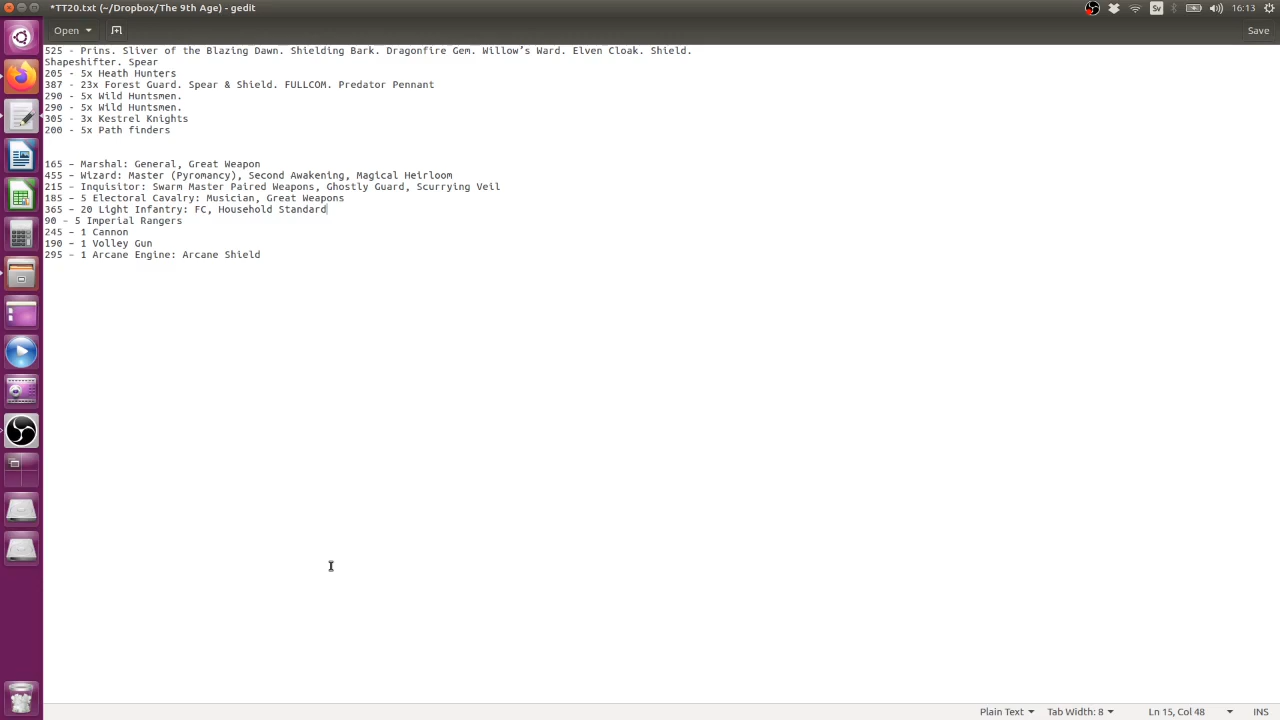 *TT20.txt (~/Dropbox/The 9th Age) - gedit
Sv
16:13
Open
Save
525 - Prins. Sliver of the Blazing Dawn. Shielding Bark. Dragonfire Gem. Willow’s Ward. Elven Cloak. Shield.
Shapeshifter. Spear
205 - 5x Heath Hunters
387 - 23x Forest Guard. Spear & Shield. FULLCOM. Predator Pennant
290 - 5x Wild Huntsmen.
290 - 5x Wild Huntsmen.
305 - 3x Kestrel Knights
200 - 5x Path finders
165 – Marshal: General, Great Weapon
455 – Wizard: Master (Pyromancy), Second Awakening, Magical Heirloom
215 – Inquisitor: Swarm Master Paired Weapons, Ghostly Guard, Scurrying Veil
185 – 5 Electoral Cavalry: Musician, Great Weapons
365 – 20 Light Infantry: FC, Household Standard
90 – 5 Imperial Rangers
245 – 1 Cannon
190 – 1 Volley Gun
295 – 1 Arcane Engine: Arcane Shield
Plain Text
Tab Width: 8
Ln 15, Col 48
INS